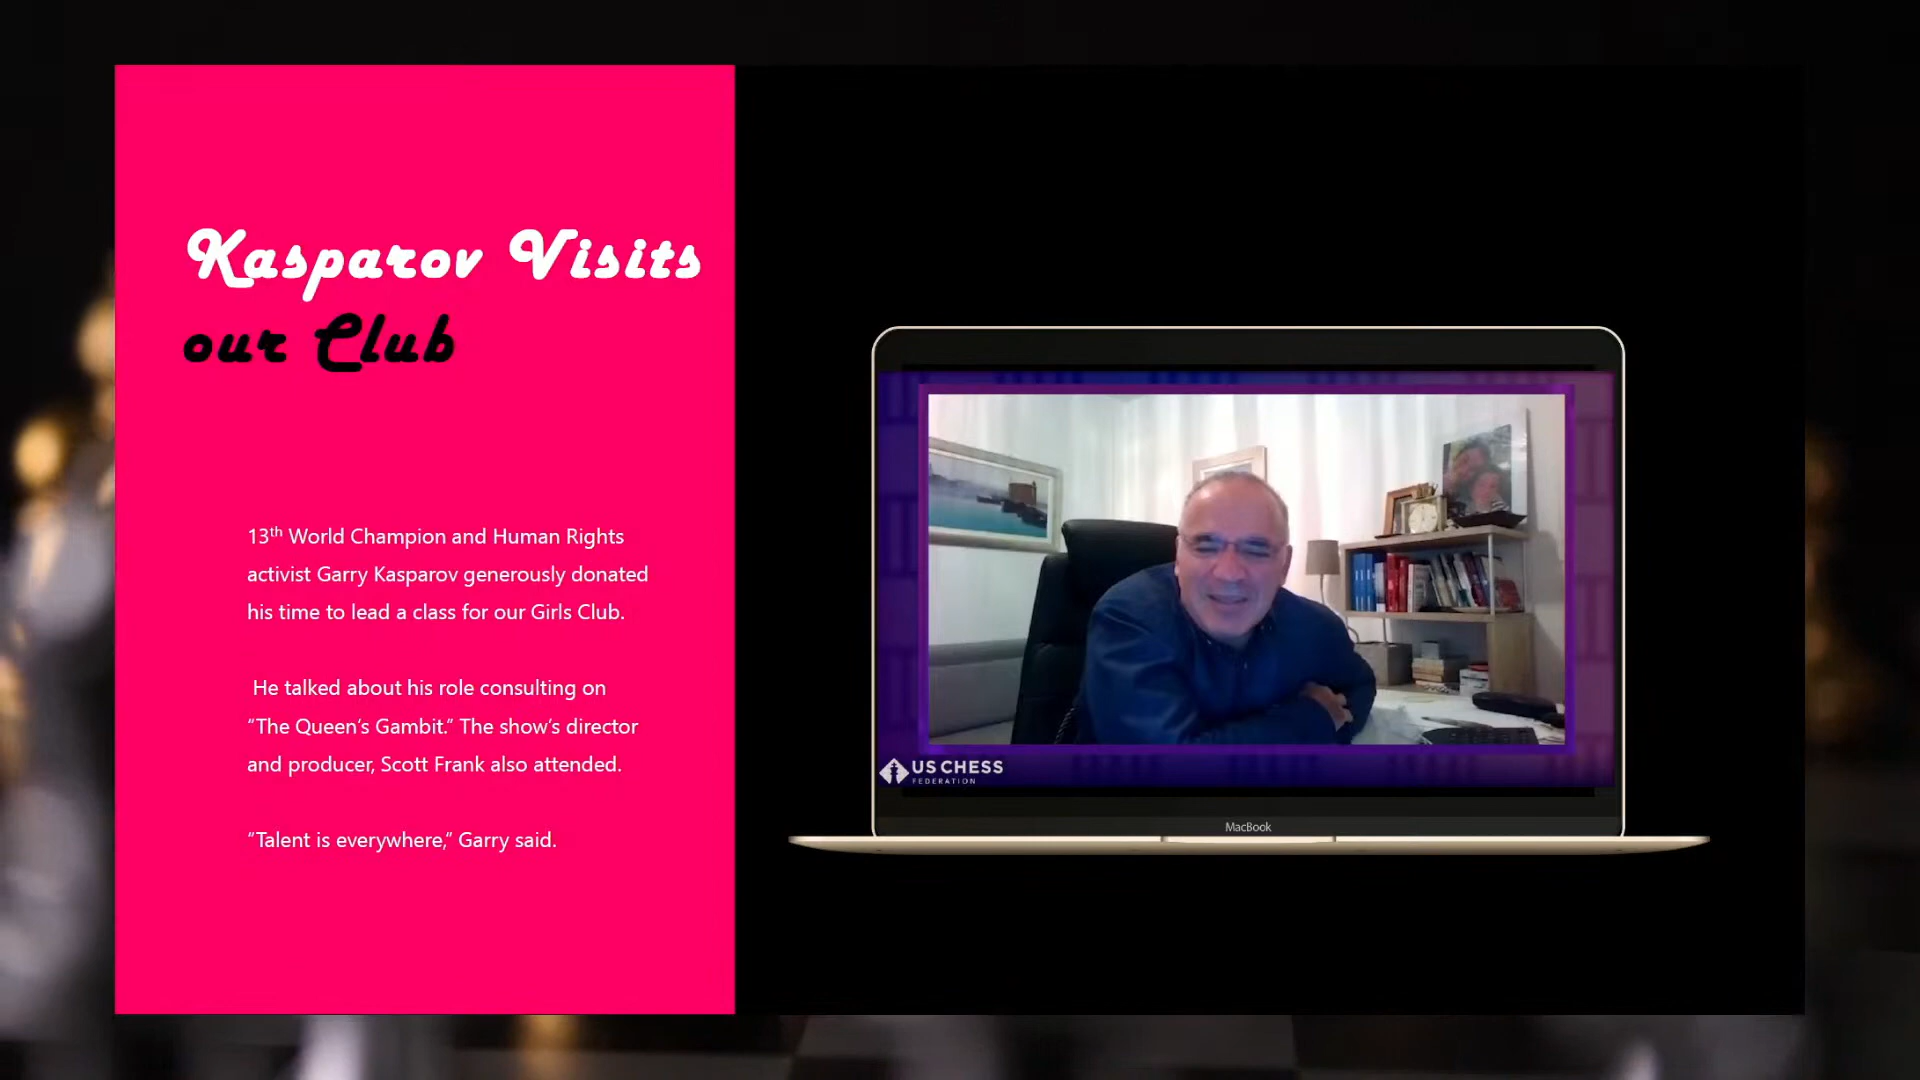 Kasparov Visits
our Club
13th World Champion and Human Rights
activist Garry Kasparov generously donated
his time to lead a class for our Girls Club.
He talked about his role consulting on
“The Queen’s Gambit.” The show’s director
and producer, Scott Frank also attended.
“Talent is everywhere,” Garry said.
US CHESS
FEDERATION
MacBook